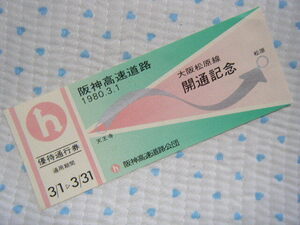 h
優待通行券
適用期間
3/1〜3/31
阪神高速道路
1980.3.1
大阪松原線
開通記念
松原
天王寺
h 阪神高速道路公団